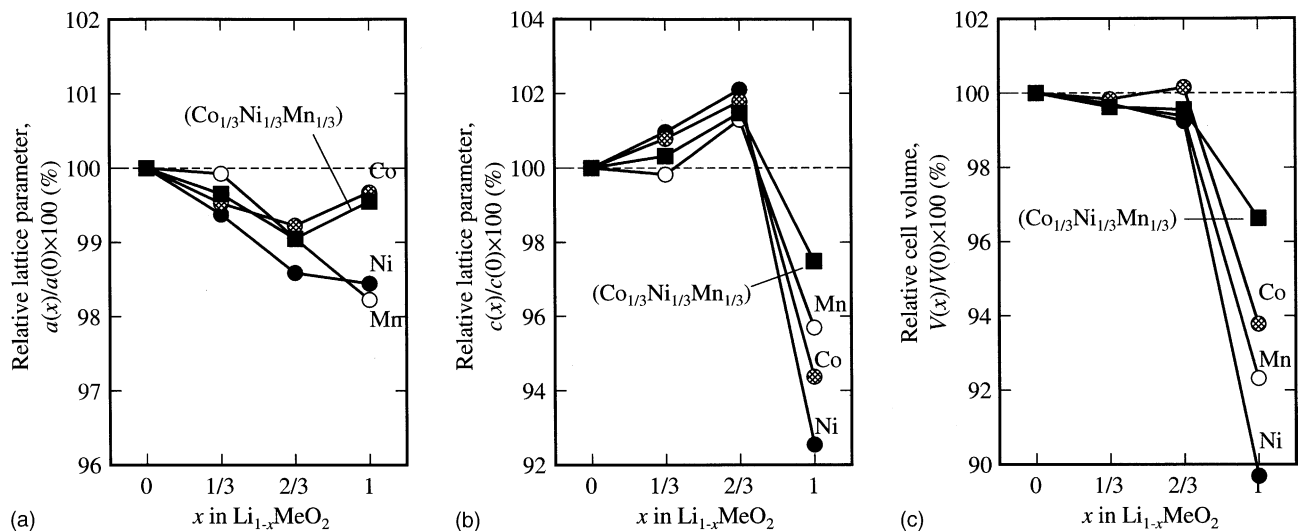 Relative lattice parameter,
a(x)/a(0)×100 (%)
102
101
100
99
98
97
96
(Co1/3Ni1/3Mn1/3)
Co
Ni
Mn
0
1/3
2/3
1
x in Li1-xMeO2
(a)
Relative lattice parameter,
c(x)/c(0)×100 (%)
104
102
100
98
96
94
92
(Co1/3Ni1/3Mn1/3)
Mn
Co
Ni
0
1/3
2/3
1
x in Li1-xMeO2
(b)
Relative cell volume,
V(x)/V(0)×100 (%)
102
100
98
96
94
92
90
(Co1/3Ni1/3Mn1/3)
Co
Mn
Ni
0
1/3
2/3
1
x in Li1-xMeO2
(c)